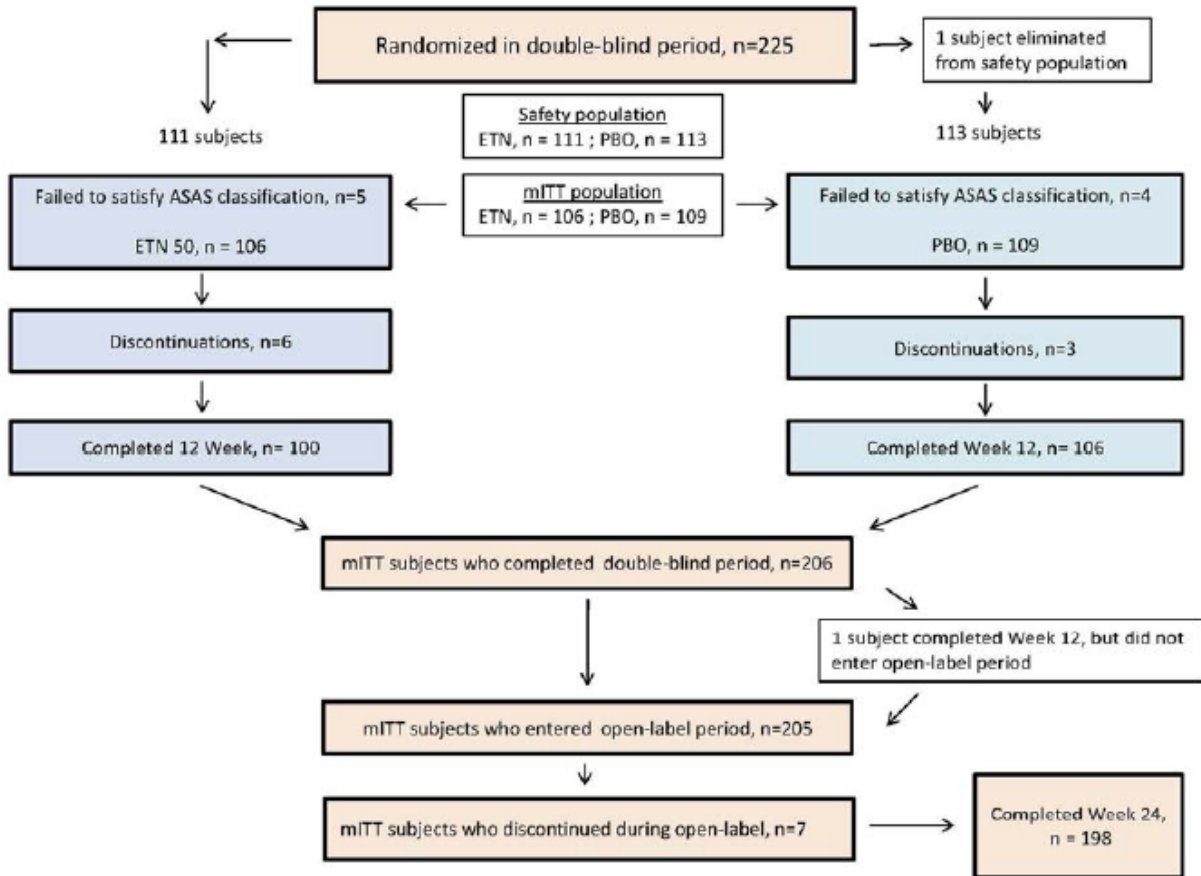 Randomized in double-blind period, n=225
1 subject eliminated
from safety population
111 subjects
Safety population
ETN, n = 111 ; PBO, n = 113
113 subjects
Failed to satisfy ASAS classification, n=5
ETN 50, n = 106
mITT population
ETN, n = 106 ; PBO, n = 109
Failed to satisfy ASAS classification, n=4
PBO, n = 109
Discontinuations, n=6
Discontinuations, n=3
Completed 12 Week, n= 100
Completed Week 12, n= 106
mITT subjects who completed double-blind period, n=206
1 subject completed Week 12, but did not
enter open-label period
mITT subjects who entered open-label period, n=205
mITT subjects who discontinued during open-label, n=7
Completed Week 24,
n = 198